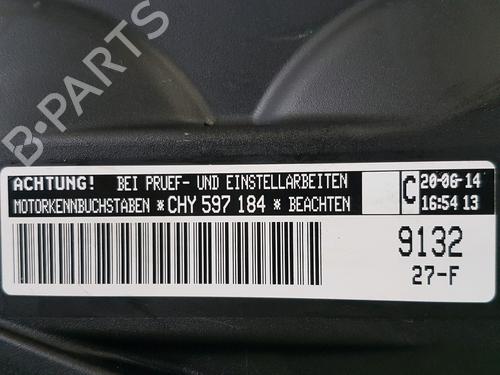 B-PARTS
ACHTUNG! BEI PRUEF- UND EINSTELLARBEITEN
MOTORKENNBUCHSTABEN *CHY 597 184 * BEACHTEN
C
20-06-14
16:54 13
9132
27-F